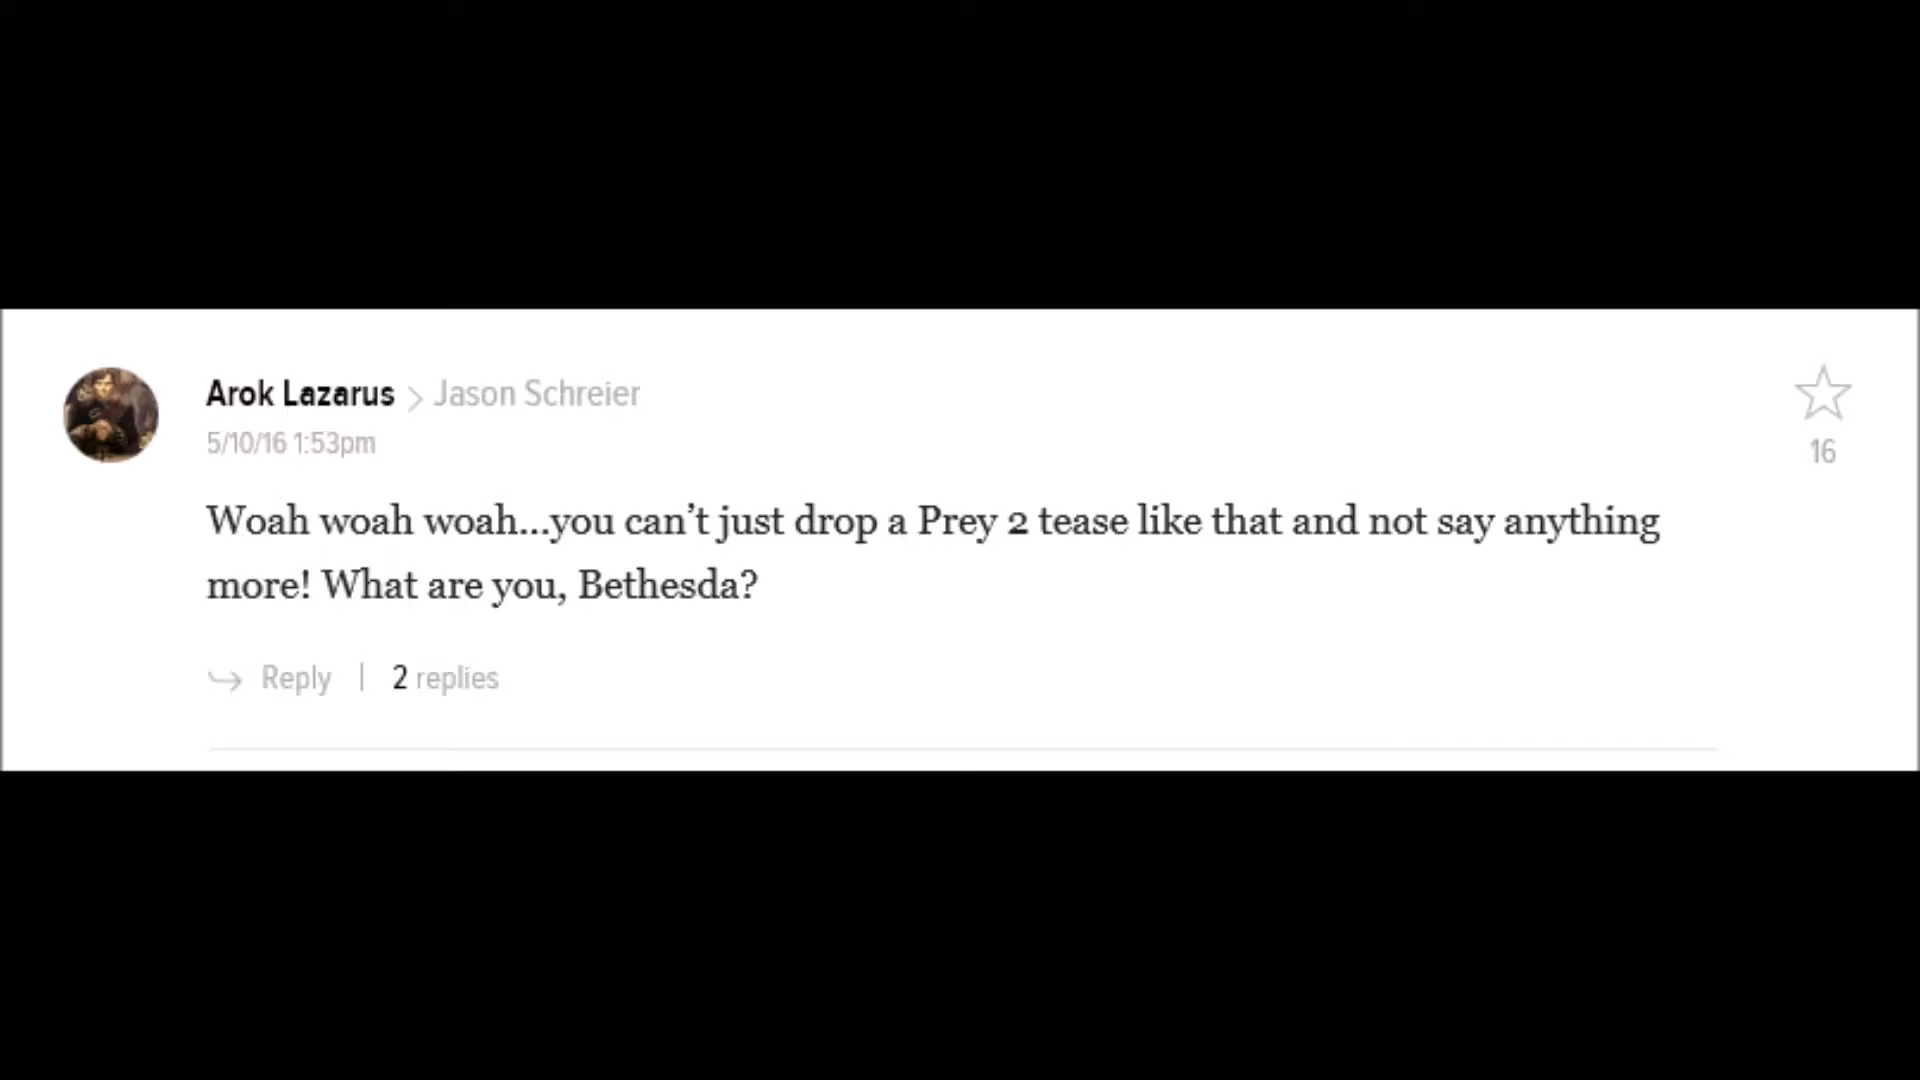 Arok Lazarus > Jason Schreier
5/10/16 1:53pm
16
Woah woah woah...you can’t just drop a Prey 2 tease like that and not say anything
more! What are you, Bethesda?
Reply | 2 replies